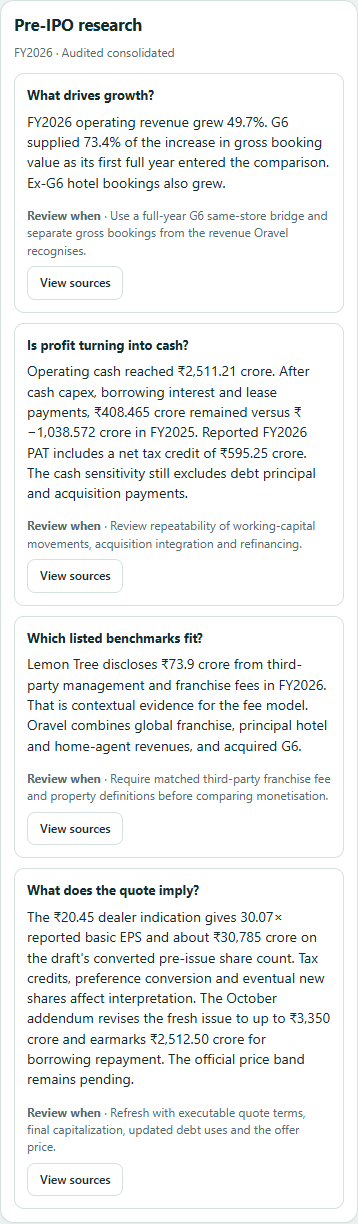 Pre-IPO research
FY2026 · Audited consolidated
What drives growth?
FY2026 operating revenue grew 49.7%. G6
supplied 73.4% of the increase in gross booking
value as its first full year entered the comparison.
Ex-G6 hotel bookings also grew.
Review when · Use a full-year G6 same-store bridge and
separate gross bookings from the revenue Oravel
recognises.
View sources
Is profit turning into cash?
Operating cash reached ₹2,511.21 crore. After
cash capex, borrowing interest and lease
payments, ₹408.465 crore remained versus ₹
−1,038.572 crore in FY2025. Reported FY2026
PAT includes a net tax credit of ₹595.25 crore.
The cash sensitivity still excludes debt principal
and acquisition payments.
Review when · Review repeatability of working-capital
movements, acquisition integration and refinancing.
View sources
Which listed benchmarks fit?
Lemon Tree discloses ₹73.9 crore from third-
party management and franchise fees in FY2026.
That is contextual evidence for the fee model.
Oravel combines global franchise, principal hotel
and home-agent revenues, and acquired G6.
Review when · Require matched third-party franchise fee
and property definitions before comparing monetisation.
View sources
What does the quote imply?
The ₹20.45 dealer indication gives 30.07×
reported basic EPS and about ₹30,785 crore on
the draft's converted pre-issue share count. Tax
credits, preference conversion and eventual new
shares affect interpretation. The October
addendum revises the fresh issue to up to ₹3,350
crore and earmarks ₹2,512.50 crore for
borrowing repayment. The official price band
remains pending.
Review when · Refresh with executable quote terms,
final capitalization, updated debt uses and the offer
price.
View sources